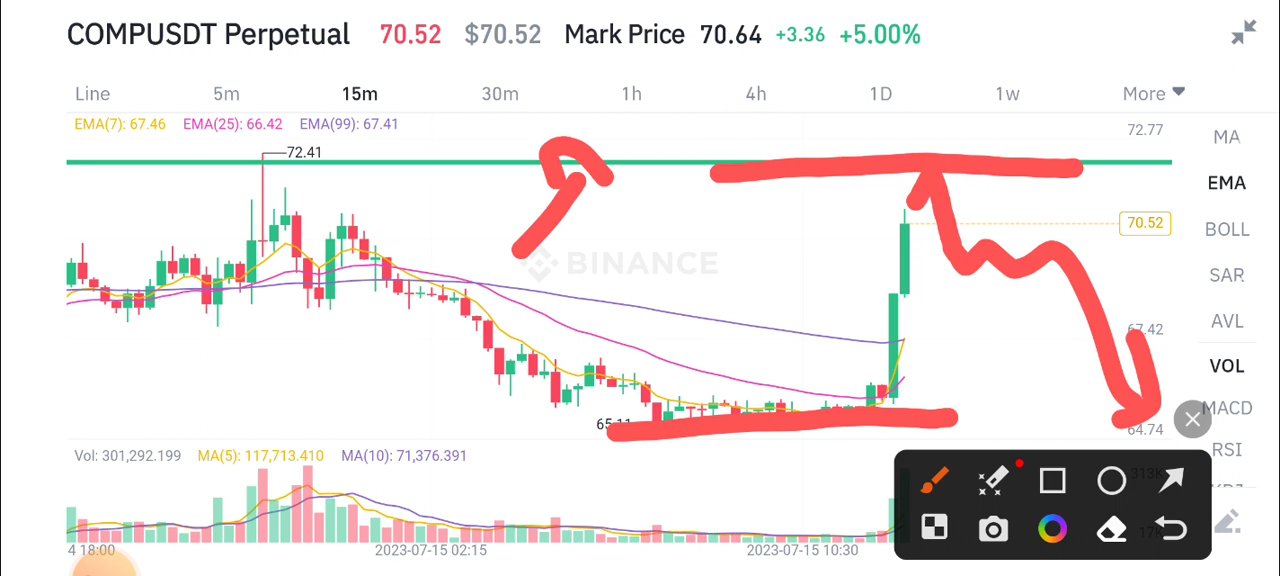 COMPUSDT Perpetual 70.52 $70.52 Mark Price 70.64 +3.36 +5.00%
Line 5m 15m 30m 1h 4h 1D 1w More
EMA(7): 67.46 EMA(25): 66.42 EMA(99): 67.41
72.77
MA
72.41
EMA
70.52
BOLL
BINANCE
SAR
AVL
67.42
VOL
MACD
65.11
64.74
RSI
Vol: 301,292.199 MA(5): 117,713.410 MA(10): 71,376.391
313K
17K
4 18:00 2023-07-15 02:15 2023-07-15 10:30